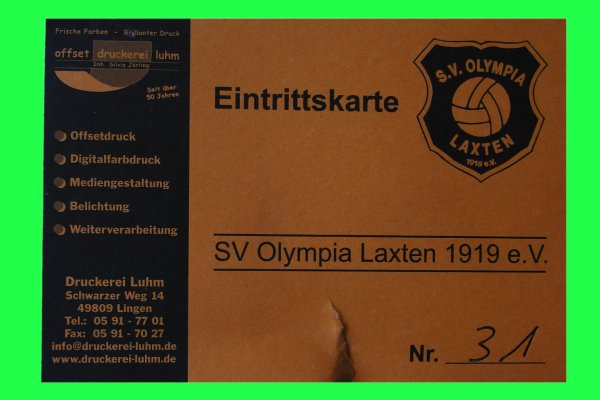 Frische Farben - Brillanter Druck
offset druckerei luhm
Ink. Silvia Jörling
Seit über
50 Jahren
Offsetdruck
Digitalfarbdruck
Mediengestaltung
Belichtung
Weiterverarbeitung
Druckerei Luhm
Schwarzer Weg 14
49809 Lingen
Tel.: 05 91 - 77 01
Fax: 05 91 - 70 27
info@druckerei-luhm.de
www.druckerei-luhm.de
Eintrittskarte
S.V. OLYMPIA
LAXTEN
1919 e.V.
SV Olympia Laxten 1919 e.V.
Nr. 31